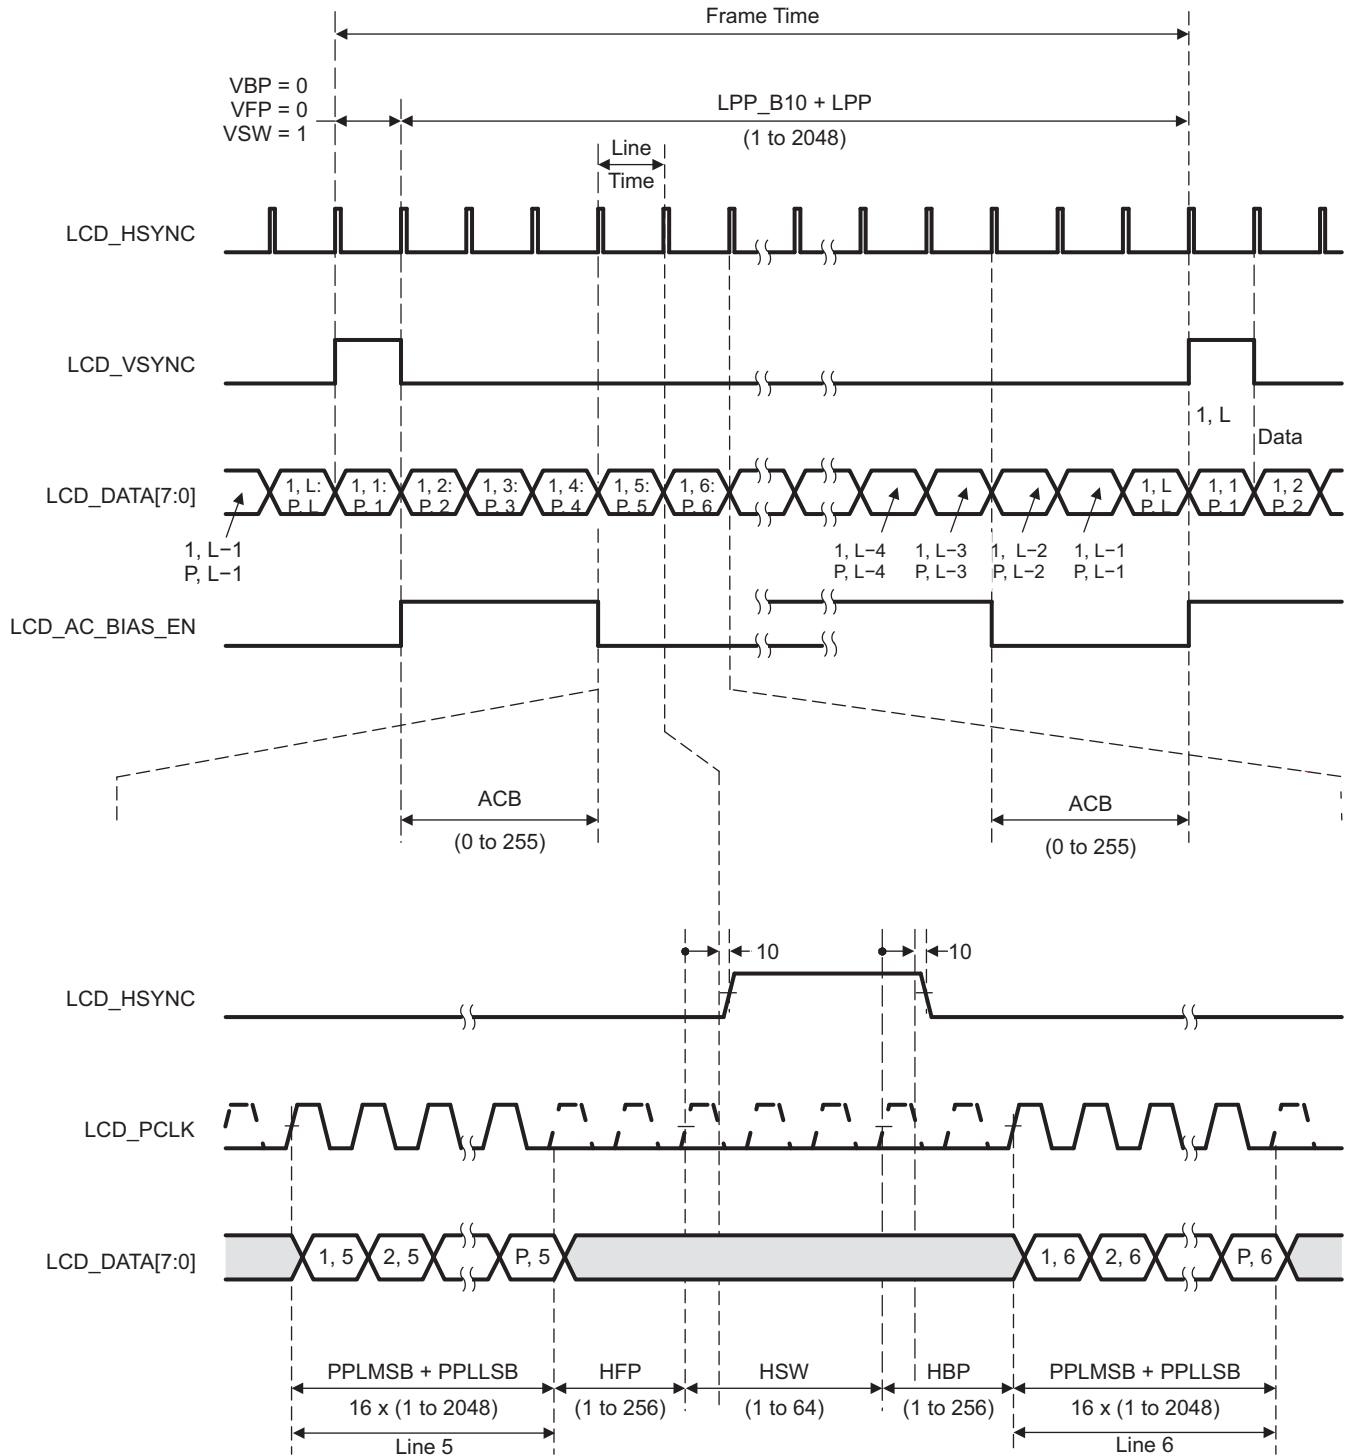 Frame Time
VBP = 0
VFP = 0
VSW = 1
LPP_B10 + LPP
(1 to 2048)
Line
Time
LCD_HSYNC
LCD_VSYNC
1, L
Data
LCD_DATA[7:0]
1, L: 1, 1: 1, 2: 1, 3: 1, 4: 1, 5: 1, 6: 1, L 1, 1 1, 2
P, L P, 1 P, 2 P, 3 P, 4 P, 5 P, 6 P, L P, 1 P, 2
1, L−1 1, L−4 1, L−3 1, L−2 1, L−1
P, L−1 P, L−4 P, L−3 P, L−2 P, L−1
LCD_AC_BIAS_EN
ACB ACB
(0 to 255) (0 to 255)
10 10
LCD_HSYNC
LCD_PCLK
LCD_DATA[7:0]
1, 5 2, 5 P, 5 1, 6 2, 6 P, 6
PPLMSB + PPLLSB HFP HSW HBP PPLMSB + PPLLSB
16 x (1 to 2048) (1 to 256) (1 to 64) (1 to 256) 16 x (1 to 2048)
Line 5 Line 6